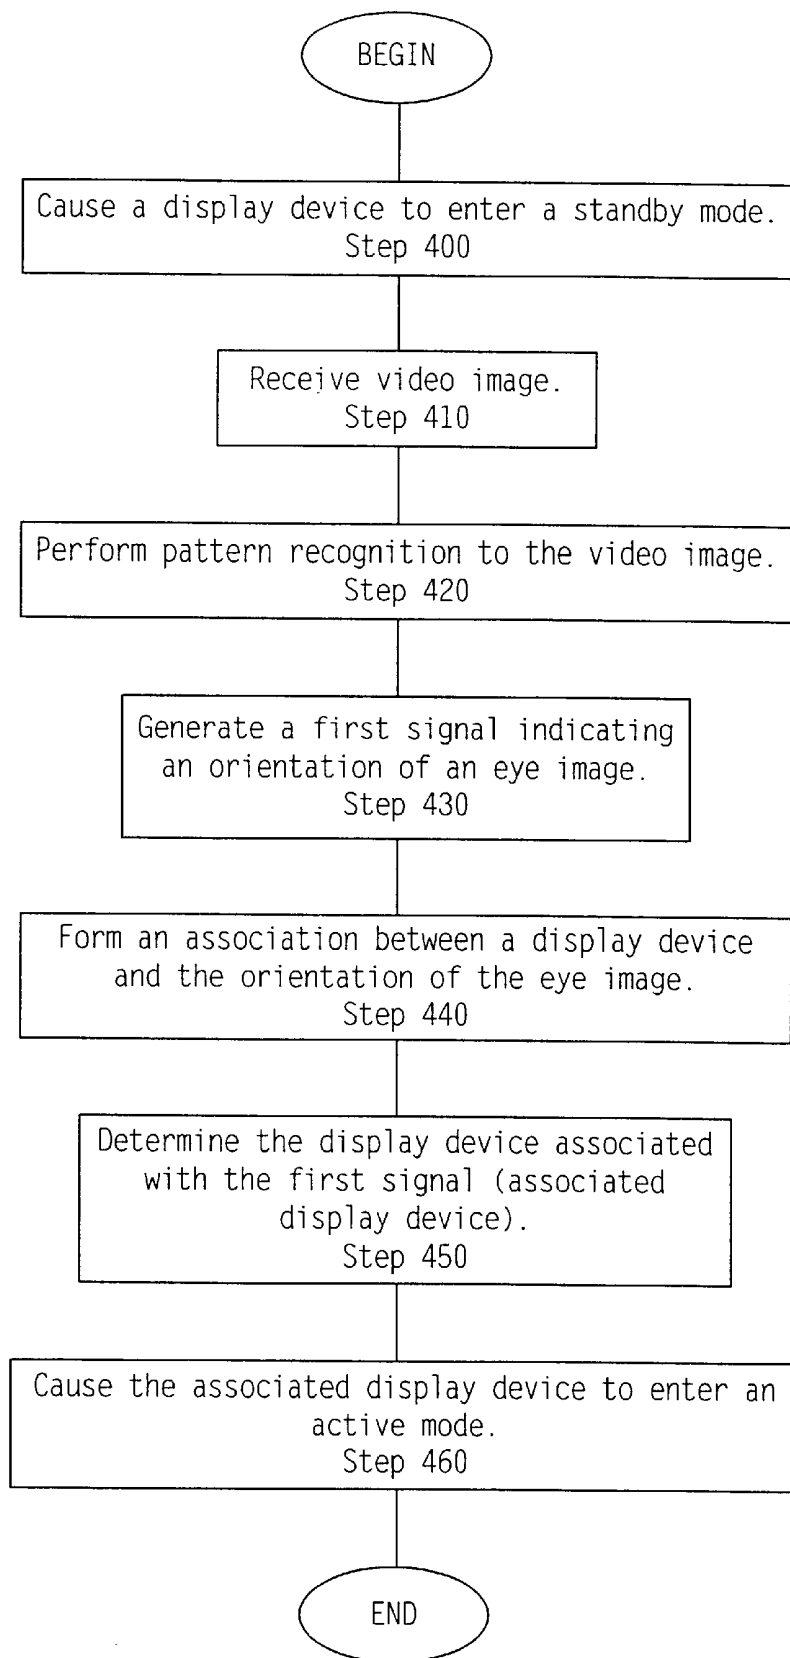 BEGIN
Cause a display device to enter a standby mode.
Step 400
Receive video image.
Step 410
Perform pattern recognition to the video image.
Step 420
Generate a first signal indicating
an orientation of an eye image.
Step 430
Form an association between a display device
and the orientation of the eye image.
Step 440
Determine the display device associated
with the first signal (associated
display device).
Step 450
Cause the associated display device to enter an
active mode.
Step 460
END